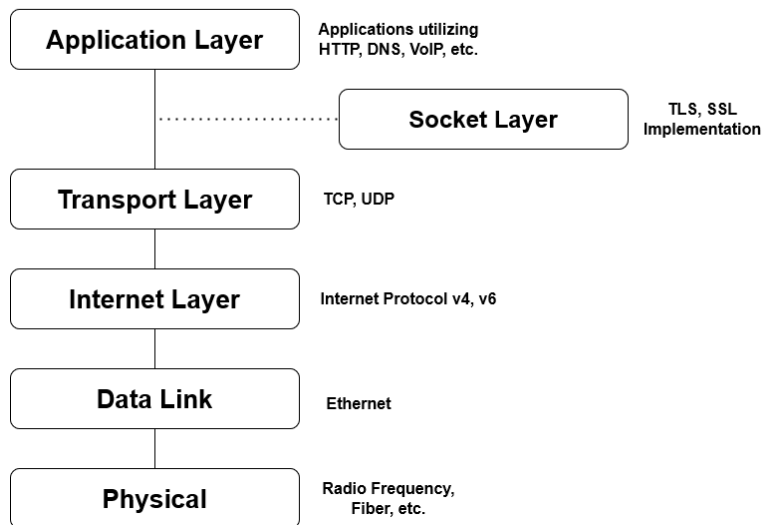 Application Layer
Applications utilizing
HTTP, DNS, VoIP, etc.
Socket Layer
TLS, SSL
Implementation
Transport Layer
TCP, UDP
Internet Layer
Internet Protocol v4, v6
Data Link
Ethernet
Physical
Radio Frequency,
Fiber, etc.